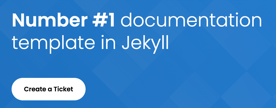 Number #1 documentation
template in Jekyll
Create a Ticket